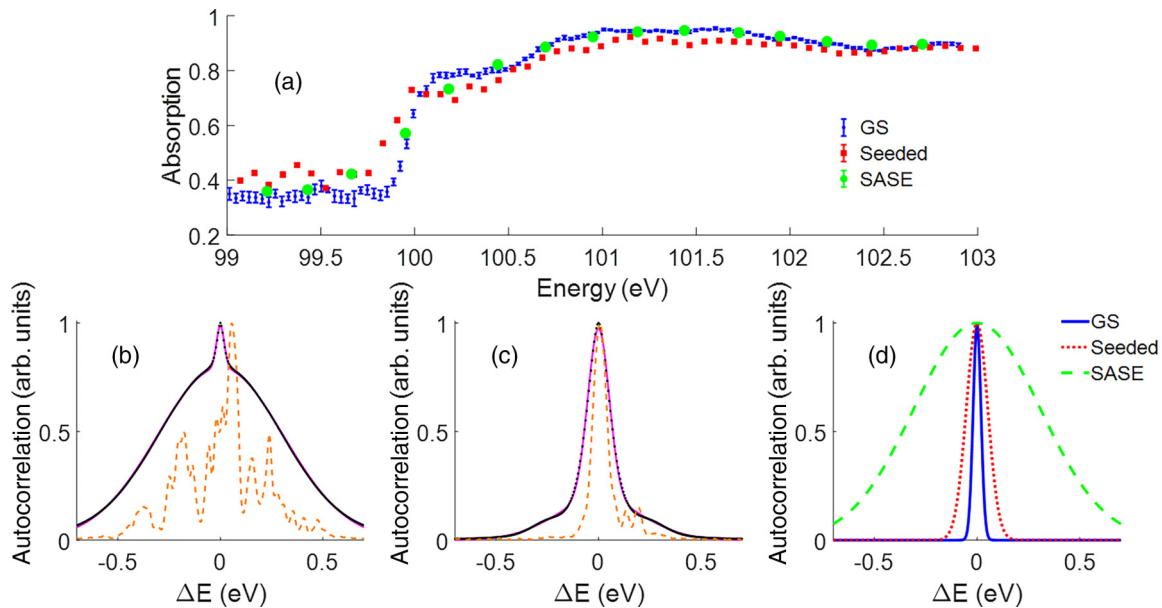 1
0.8
0.6
0.4
0.2
Absorption
(a)
GS
Seeded
SASE
99
99.5
100
100.5
101
101.5
102
102.5
103
Energy (eV)
Autocorrelation (arb. units)
1
0.5
0
(b)
-0.5
0
0.5
ΔE (eV)
Autocorrelation (arb. units)
1
0.5
0
(c)
-0.5
0
0.5
ΔE (eV)
Autocorrelation (arb. units)
1
0.5
0
(d)
GS
Seeded
SASE
-0.5
0
0.5
ΔE (eV)